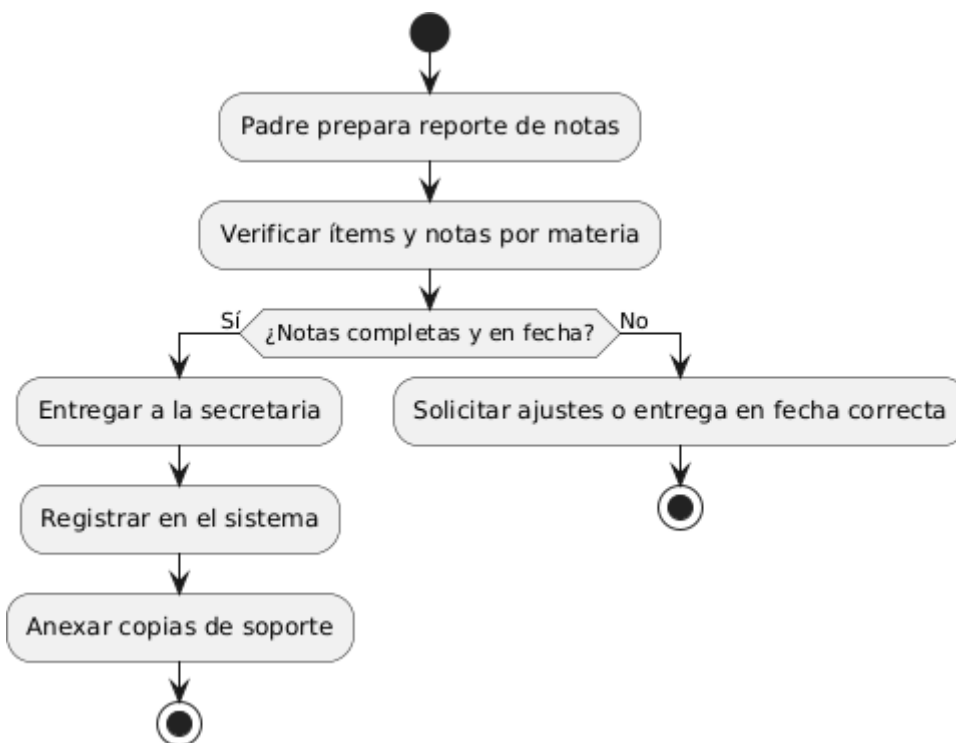 Padre prepara reporte de notas
Verificar ítems y notas por materia
Sí
¿Notas completas y en fecha?
No
Entregar a la secretaria
Solicitar ajustes o entrega en fecha correcta
Registrar en el sistema
Anexar copias de soporte